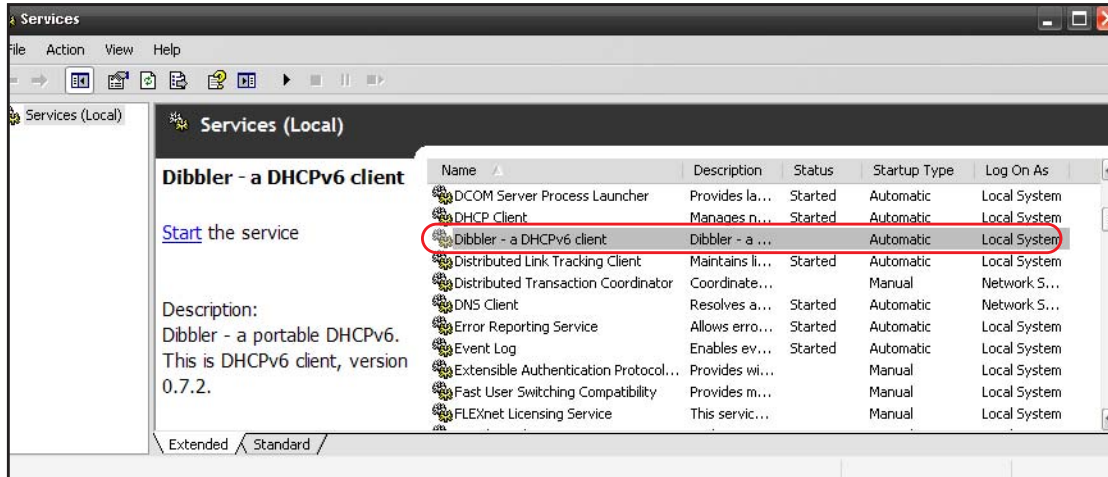 Services
File Action View Help
Services (Local)
Services (Local)
Dibbler - a DHCPv6 client
Start the service
Description:
Dibbler - a portable DHCPv6.
This is DHCPv6 client, version
0.7.2.
Name Description Status Startup Type Log On As
DCOM Server Process Launcher Provides la... Started Automatic Local System
DHCP Client Manages n... Started Automatic Local System
Dibbler - a DHCPv6 client Dibbler - a ... Automatic Local System
Distributed Link Tracking Client Maintains li... Started Automatic Local System
Distributed Transaction Coordinator Coordinate... Manual Network S...
DNS Client Resolves a... Started Automatic Network S...
Error Reporting Service Allows erro... Started Automatic Local System
Event Log Enables ev... Started Automatic Local System
Extensible Authentication Protocol... Provides wi... Manual Local System
Fast User Switching Compatibility Provides m... Manual Local System
FLEXnet Licensing Service This servic... Manual Local System
Extended Standard